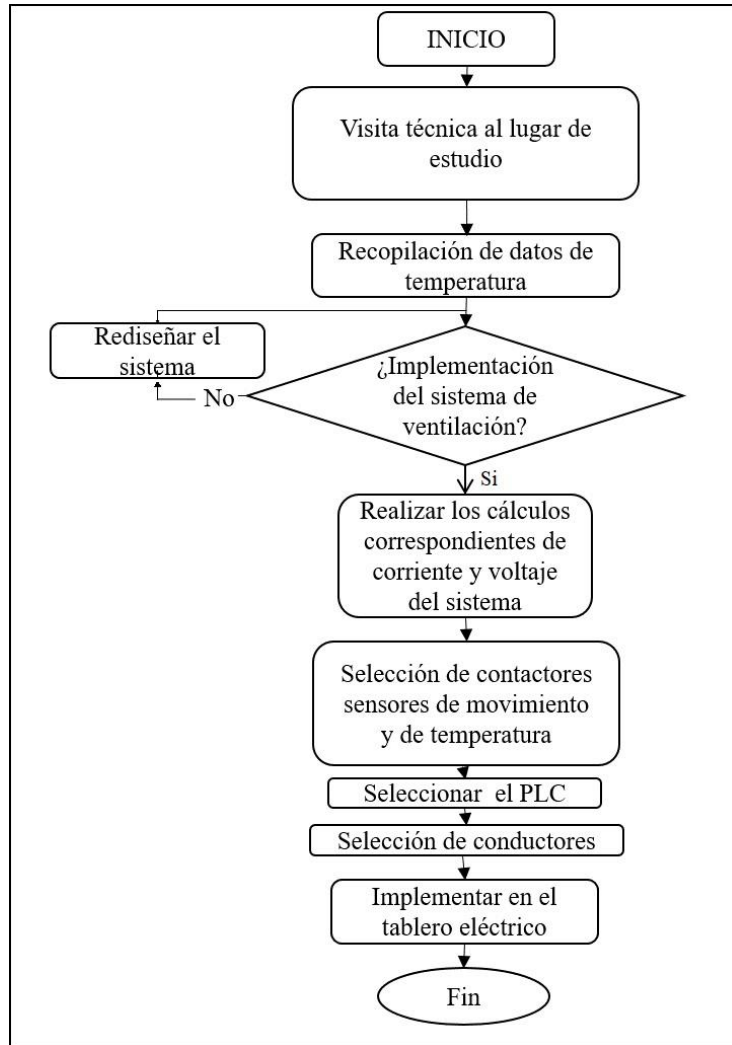 INICIO
Visita técnica al lugar de
estudio
Recopilación de datos de
temperatura
Rediseñar el
sistema
No
¿Implementación
del sistema de
ventilación?
Si
Realizar los cálculos
correspondientes de
corriente y voltaje
del sistema
Selección de contactores
sensores de movimiento
y de temperatura
Seleccionar el PLC
Selección de conductores
Implementar en el
tablero eléctrico
Fin